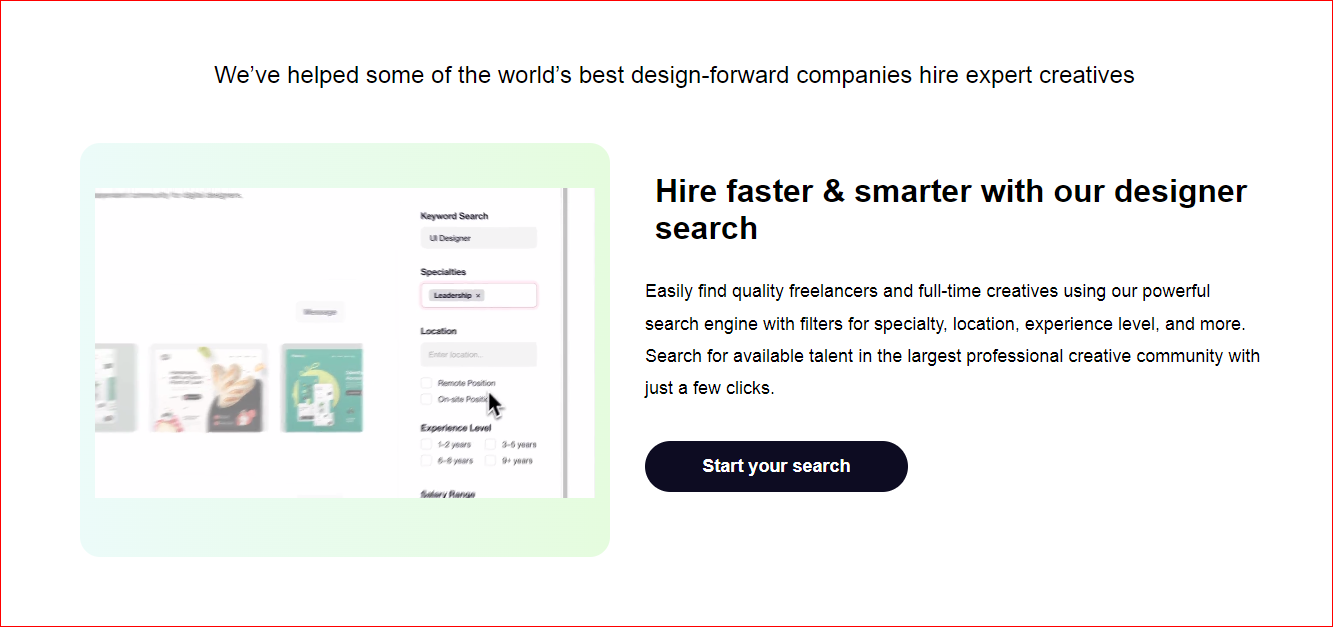 We’ve helped some of the world’s best design-forward companies hire expert creatives
community for digital designers.
Keyword Search
UI Designer
Specialties
Leadership ×
Message
Location
Enter location...
Remote Position
On-site
Experience Level
1-2 years
3-5 years
6-8 years
9+ years
Salary Range
Hire faster & smarter with our designer
search
Easily find quality freelancers and full-time creatives using our powerful
search engine with filters for specialty, location, experience level, and more.
Search for available talent in the largest professional creative community with
just a few clicks.
Start your search